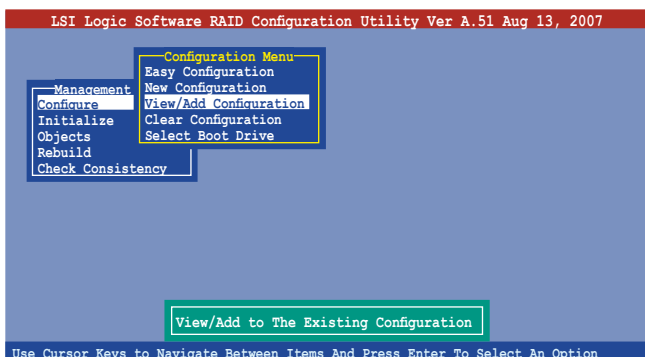 LSI Logic Software RAID Configuration Utility Ver A.51 Aug 13, 2007
Management
Configure
Initialize
Objects
Rebuild
Check Consistency
Configuration Menu
Easy Configuration
New Configuration
View/Add Configuration
Clear Configuration
Select Boot Drive
View/Add to The Existing Configuration
Use Cursor Keys to Navigate Between Items And Press Enter To Select An Option